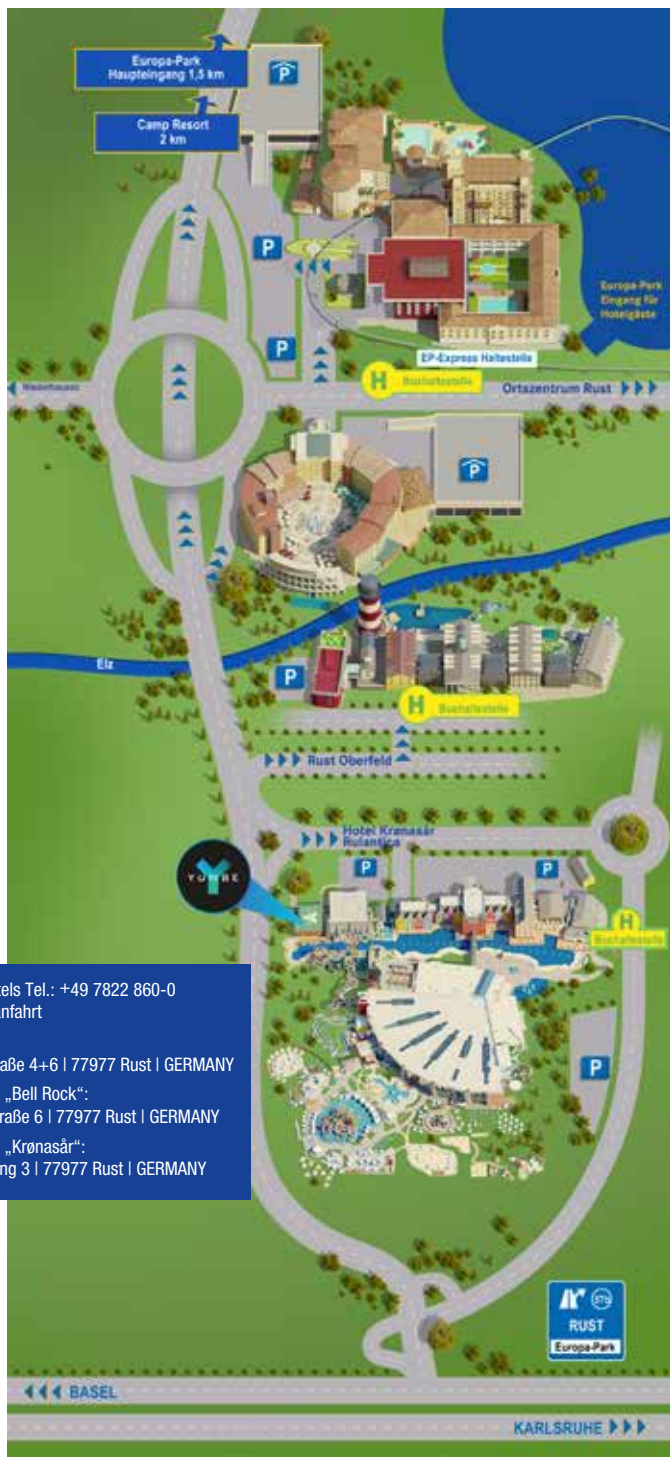 Europa-Park
Haupteingang 1,5 km
P
Camp Resort
2 km
P
P
Europa-Park
Eingang für
Hotelgäste
EP-Express Haltestelle
H Bushaltestelle
Ortszentrum Rust
P
Elz
P
H Bushaltestelle
Rust Oberfeld
Hotel Krønasår
Rulantica
YULLBE
P
P
H
Bushaltestelle
tels Tel.: +49 7822 860-0
anfahrt
raße 4+6 | 77977 Rust | GERMANY
„Bell Rock“:
raße 6 | 77977 Rust | GERMANY
„Krønasår“:
ng 3 | 77977 Rust | GERMANY
P
57b
RUST
Europa-Park
BASEL
KARLSRUHE